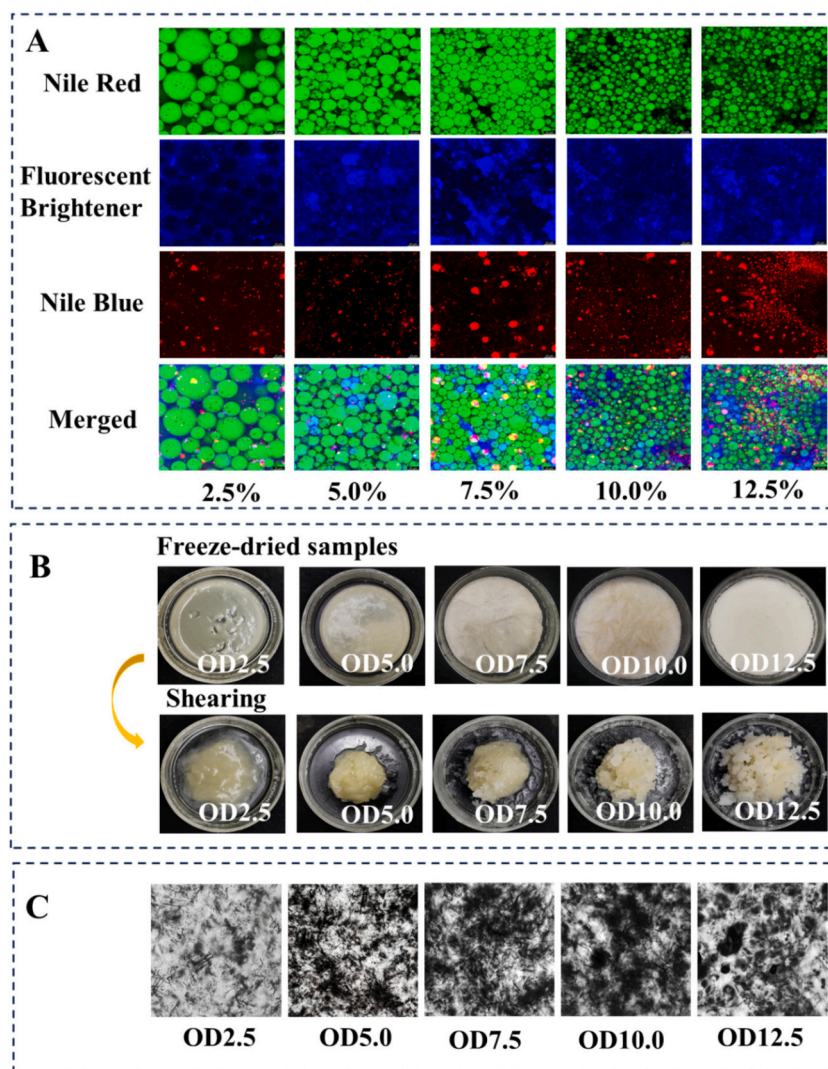 A
Nile Red
Fluorescent
Brightener
Nile Blue
Merged
2.5% 5.0% 7.5% 10.0% 12.5%
B
Freeze-dried samples
OD2.5 OD5.0 OD7.5 OD10.0 OD12.5
Shearing
OD2.5 OD5.0 OD7.5 OD10.0 OD12.5
C
OD2.5 OD5.0 OD7.5 OD10.0 OD12.5